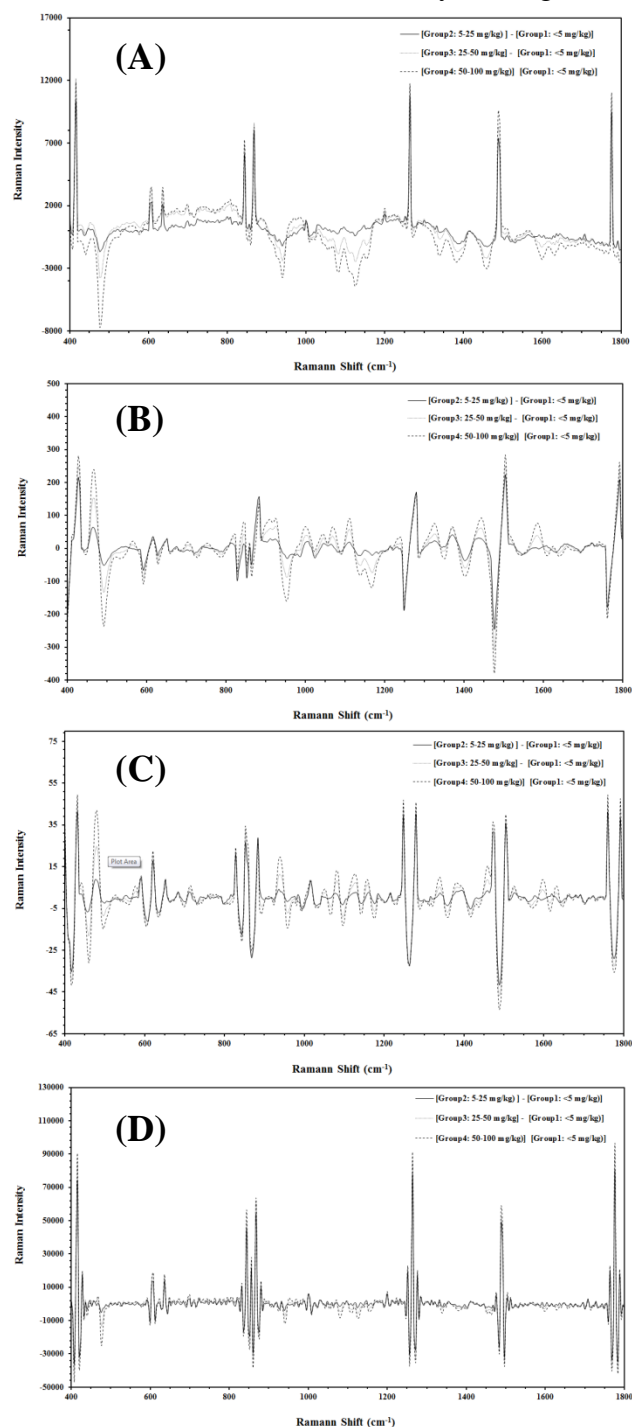 (A)
[Group2: 5-25 mg/kg) ] - [Group1: <5 mg/kg)]
[Group3: 25-50 mg/kg] - [Group1: <5 mg/kg)]
[Group4: 50-100 mg/kg)] [Group1: <5 mg/kg)]
Raman Intensity
17000
12000
7000
2000
-3000
-8000
400 600 800 1000 1200 1400 1600 1800
Ramann Shift (cm-1)
(B)
[Group2: 5-25 mg/kg) ] - [Group1: <5 mg/kg)]
[Group3: 25-50 mg/kg] - [Group1: <5 mg/kg)]
[Group4: 50-100 mg/kg)] [Group1: <5 mg/kg)]
Raman Intensity
500
400
300
200
100
0
-100
-200
-300
-400
400 600 800 1000 1200 1400 1600 1800
Ramann Shift (cm-1)
(C)
[Group2: 5-25 mg/kg) ] - [Group1: <5 mg/kg)]
[Group3: 25-50 mg/kg] - [Group1: <5 mg/kg)]
[Group4: 50-100 mg/kg)] [Group1: <5 mg/kg)]
Plot Area
Raman Intensity
75
55
35
15
-5
-25
-45
-65
400 600 800 1000 1200 1400 1600 1800
Ramann Shift (cm-1)
(D)
[Group2: 5-25 mg/kg) ] - [Group1: <5 mg/kg)]
[Group3: 25-50 mg/kg] - [Group1: <5 mg/kg)]
[Group4: 50-100 mg/kg)] [Group1: <5 mg/kg)]
Raman Intensity
130000
110000
90000
70000
50000
30000
10000
-10000
-30000
-50000
400 600 800 1000 1200 1400 1600 1800
Ramann Shift (cm-1)